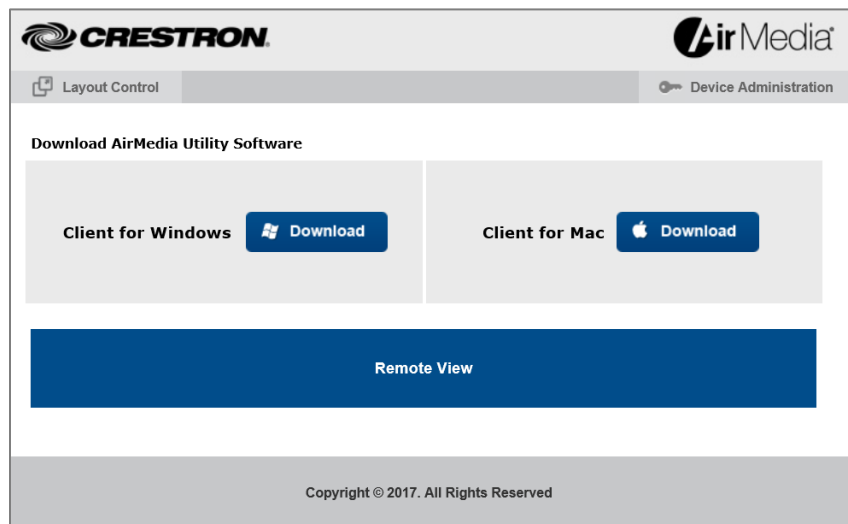 CRESTRON.
AirMedia
Layout Control
Device Administration
Download AirMedia Utility Software
Client for Windows
Download
Client for Mac
Download
Remote View
Copyright © 2017. All Rights Reserved